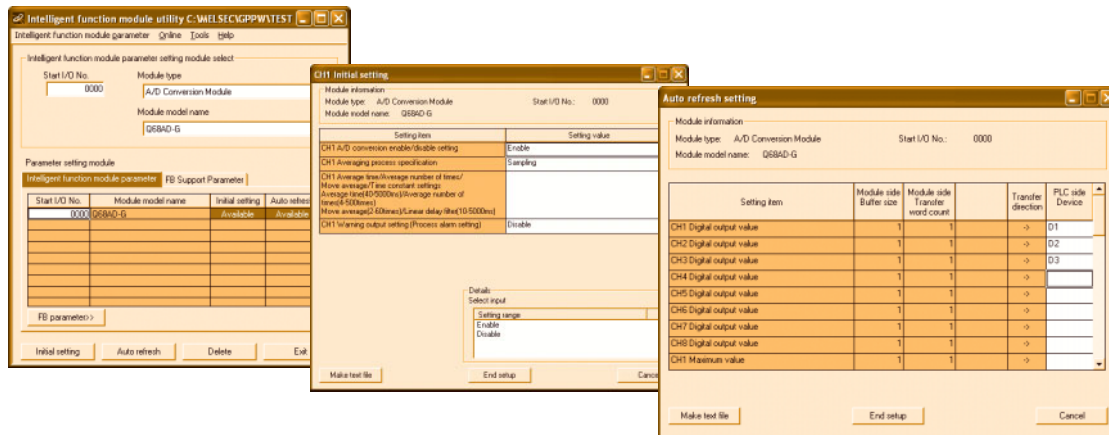 Intelligent function module utility C:\MELSEC\GPPW\TEST
Intelligent function module parameter Online Tools Help
Intelligent function module parameter setting module select
Start I/O No.
0000
Module type
A/D Conversion Module
Module model name
Q68AD-G
Parameter setting module
Intelligent function module parameter FB Support Parameter
Start I/O No. Module model name Initial setting Auto refres
0000 Q68AD-G Available Available
FB parameter>>
Initial setting Auto refresh Delete Exit
CH1 Initial setting
Module information
Module type: A/D Conversion Module Start I/O No.: 0000
Module model name: Q68AD-G
Setting item Setting value
CH1 A/D conversion enable/disable setting Enable
CH1 Averaging process specification Sampling
CH1 Average time/Average number of times/
Move average/Time constant settings
Average time(40-5000ms)/Average number of
times(4-500times)
Move average(2-60times)/Linear delay filter(10-5000ms)
CH1 Warning output setting (Process alarm setting) Disable
Details
Select input
Setting range
Enable
Disable
Make text file End setup Cance
Auto refresh setting
Module information
Module type: A/D Conversion Module Start I/O No.: 0000
Module model name: Q68AD-G
Setting item Module side Buffer size Module side Transfer word count Transfer direction PLC side Device
CH1 Digital output value 1 1 -> D1
CH2 Digital output value 1 1 -> D2
CH3 Digital output value 1 1 -> D3
CH4 Digital output value 1 1 ->
CH5 Digital output value 1 1 ->
CH6 Digital output value 1 1 ->
CH7 Digital output value 1 1 ->
CH8 Digital output value 1 1 ->
CH1 Maximum value 1 1 ->
Make text file End setup Cancel